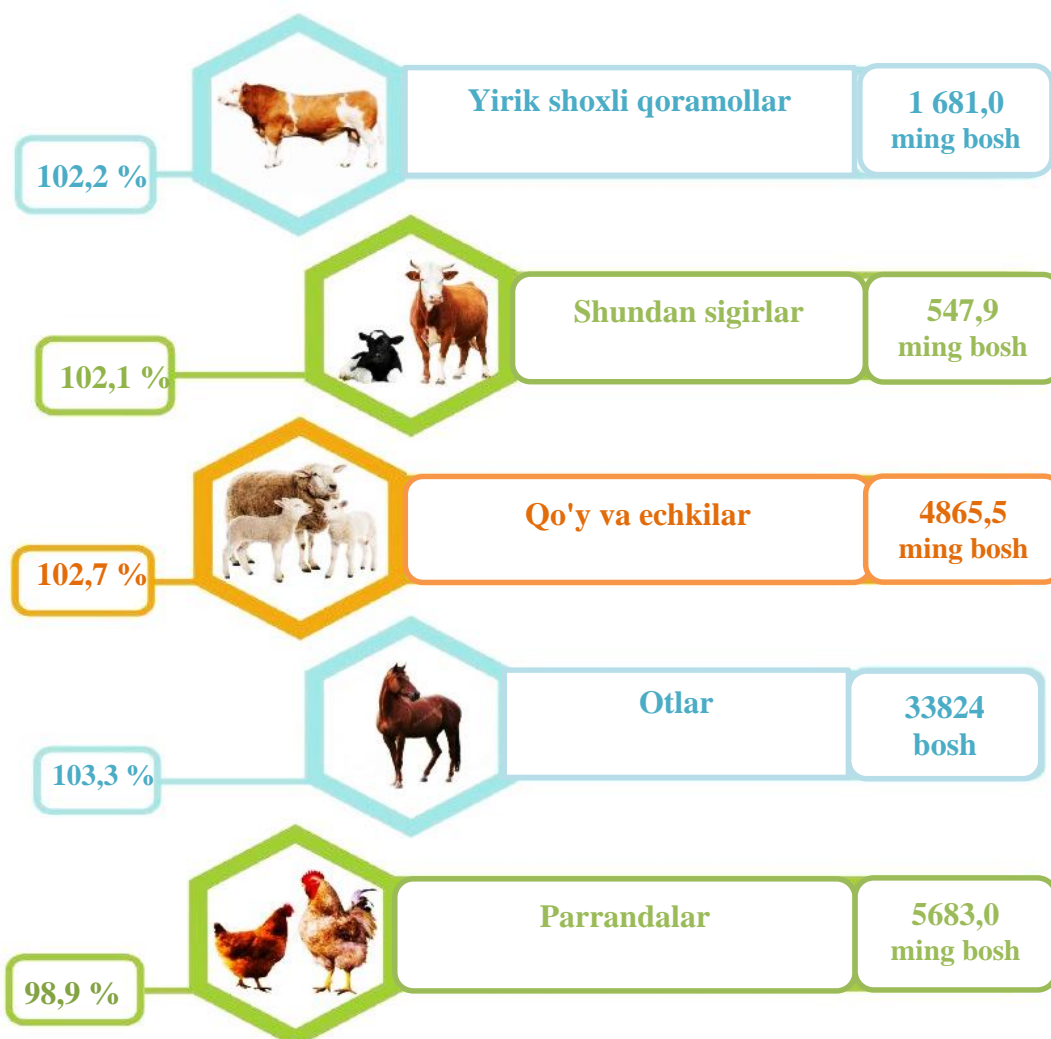 Yirik shoxli qoramollar
1 681,0
ming bosh
102,2 %
Shundan sigirlar
547,9
ming bosh
102,1 %
Qo'y va echkilar
4865,5
ming bosh
102,7 %
Otlar
33824
bosh
103,3 %
Parrandalar
5683,0
ming bosh
98,9 %